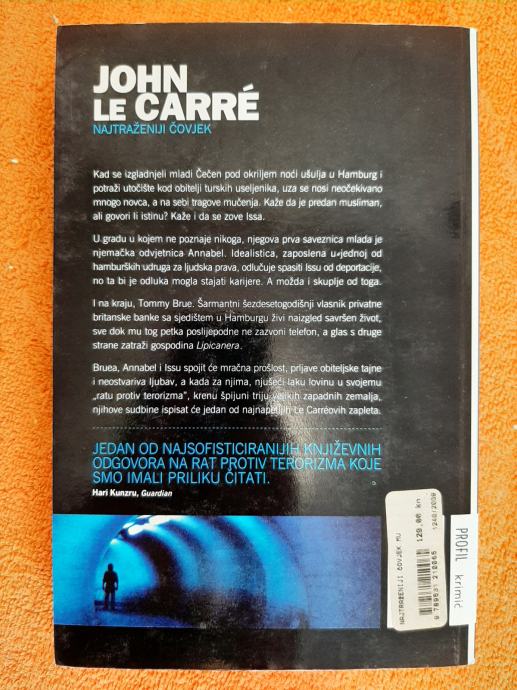 JOHN
LE CARRÉ
NAJTRAŽENIJI ČOVJEK
Kad se izgladnjeli mladi Čečen pod okriljem noći ušulja u Hamburg i
potraži utočište kod obitelji turskih useljenika, uza se nosi neočekivano
mnogo novca, a na sebi tragove mučenja. Kaže da je predan musliman,
ali govori li istinu? Kaže i da se zove Issa.
U gradu u kojem ne poznaje nikoga, njegova prva saveznica mlada je
njemačka odvjetnica Annabel. Idealistica, zaposlena u jednoj od
hamburških udruga za ljudska prava, odlučuje spasiti Issu od deportacije,
no ta bi je odluka mogla stajati karijere. A možda i skuplje od toga.
I na kraju, Tommy Brue. Šarmantni šezdesetogodišnji vlasnik privatne
britanske banke sa sjedištem u Hamburgu živi naizgled savršen život,
sve dok mu tog petka poslijepodne ne zazvoni telefon, a glas s druge
strane zatraži gospodina Lipicanera.
Bruea, Annabel i Issu spojit će mračna prošlost, prljave obiteljske tajne
i neostvariva ljubav, a kada za njima, njušeći laku lovinu u svojemu
„ratu protiv terorizma”, krenu špijuni triju velikih zapadnih zemalja,
njihove sudbine ispisat će jedan od najnapetijih Le Carréovih zapleta.
JEDAN OD NAJSOFISTICIRANIJIH KNJIŽEVNIH
ODGOVORA NA RAT PROTIV TERORIZMA KOJE
SMO IMALI PRILIKU ČITATI.
Hari Kunzru, Guardian
NAJTRAŽENIJI ČOVJEK MU
129.00 kn
1240/2009
PROFIL krimić